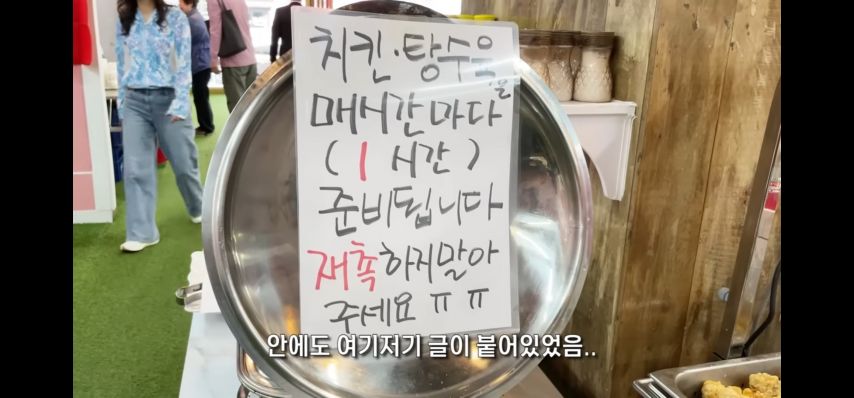 치킨·탕수육은
매시간마다
( 1 시간 )
준비됩니다
재촉하지말아
주세요 ㅠㅠ
안에도 여기저기 글이 붙어있었음..